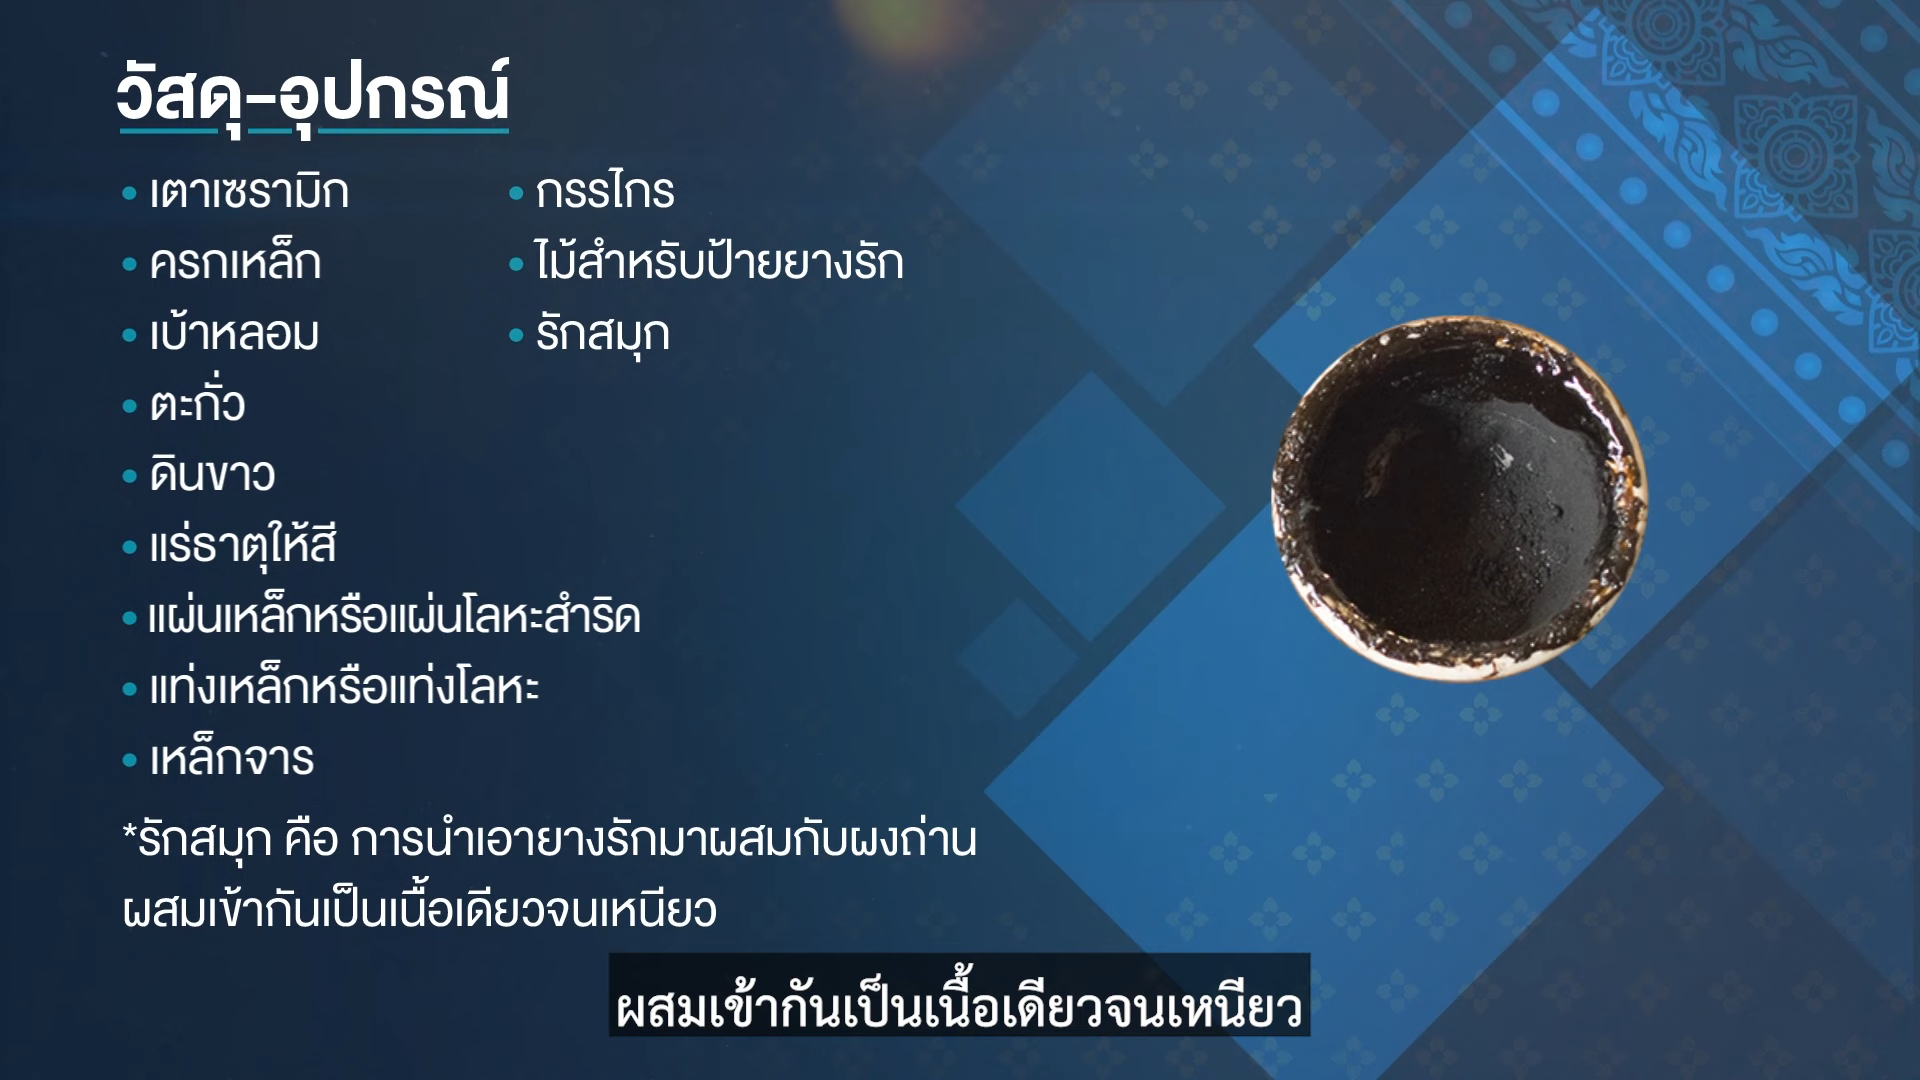 วัสดุ-อุปกรณ์
• เตาเซรามิก
• ครกเหล็ก
• เบ้าหลอม
• ตะกั่ว
• ดินขาว
• แร่ธาตุให้สี
• แผ่นเหล็กหรือแผ่นโลหะสำริด
• แท่งเหล็กหรือแท่งโลหะ
• เหล็กจาร
• กรรไกร
• ไม้สำหรับป้ายยางรัก
• รักสมุก
*รักสมุก คือ การนำเอายางรักมาผสมกับผงถ่าน
ผสมเข้ากันเป็นเนื้อเดียวจนเหนียว
ผสมเข้ากันเป็นเนื้อเดียวจนเหนียว